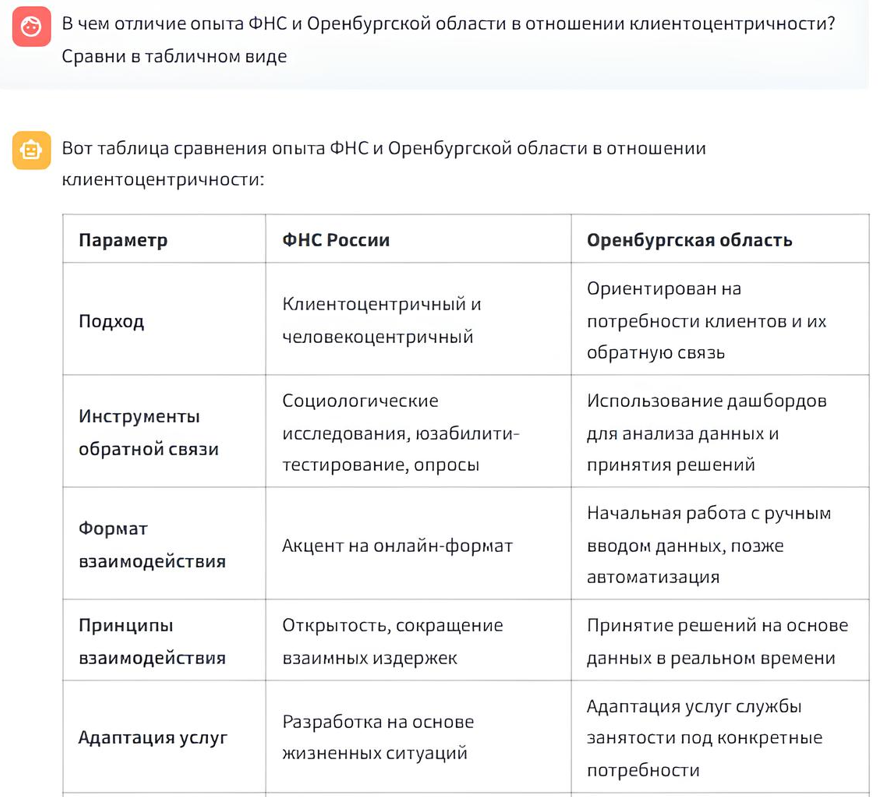 В чем отличие опыта ФНС и Оренбургской области в отношении клиентоцентричности?
Сравни в табличном виде
Вот таблица сравнения опыта ФНС и Оренбургской области в отношении
клиентоцентричности:
Параметр
ФНС России
Оренбургская область
Подход
Клиентоцентричный и
человекоцентричный
Ориентирован на
потребности клиентов и их
обратную связь
Инструменты
обратной связи
Социологические
исследования, юзабилити-
тестирование, опросы
Использование дашбордов
для анализа данных и
принятия решений
Формат
взаимодействия
Акцент на онлайн-формат
Начальная работа с ручным
вводом данных, позже
автоматизация
Принципы
взаимодействия
Открытость, сокращение
взаимных издержек
Принятие решений на основе
данных в реальном времени
Адаптация услуг
Разработка на основе
жизненных ситуаций
Адаптация услуг службы
занятости под конкретные
потребности